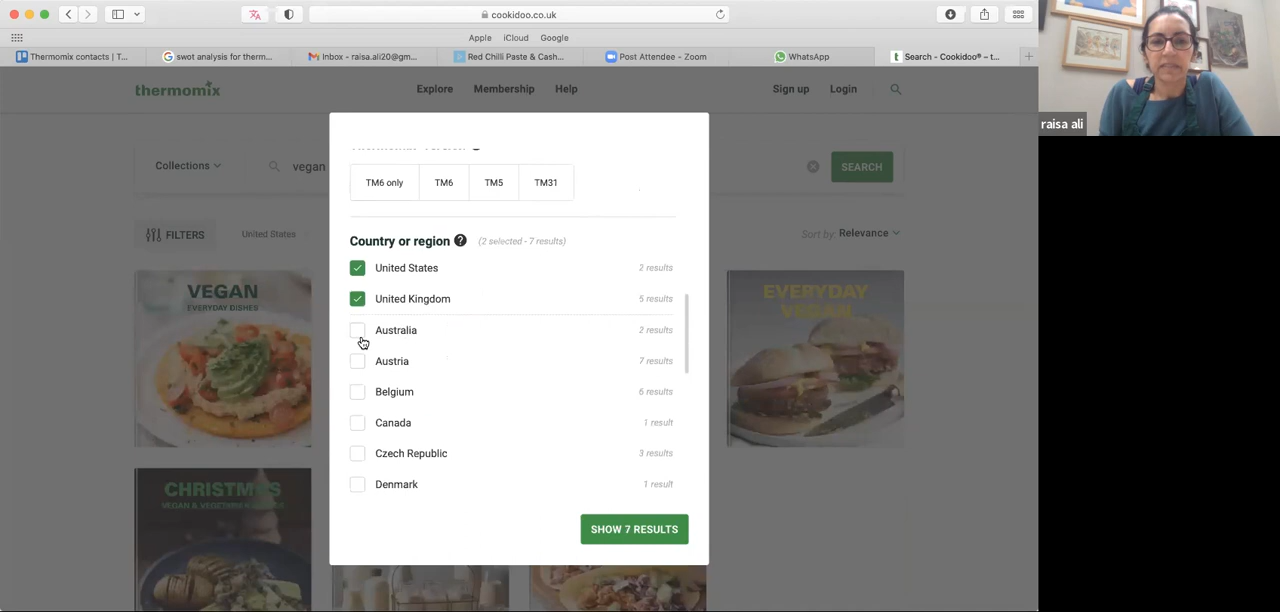 cookidoo.co.uk
Apple iCloud Google
Thermomix contacts | T... swot analysis for therm... Inbox - raisa.ali20@gm... Red Chilli Paste & Cash... Post Attendee - Zoom WhatsApp Search - Cookidoo® – t...
thermomix Explore Membership Help Sign up Login
raisa ali
Collections vegan SEARCH
TM6 only TM6 TM5 TM31
FILTERS United States Sort by: Relevance
Country or region ? (2 selected - 7 results)
United States 2 results
United Kingdom 5 results
Australia 2 results
Austria 7 results
Belgium 6 results
Canada 1 result
Czech Republic 3 results
Denmark 1 result
SHOW 7 RESULTS
VEGAN
EVERYDAY DISHES
EVERYDAY
VEGAN
CHRISTMAS